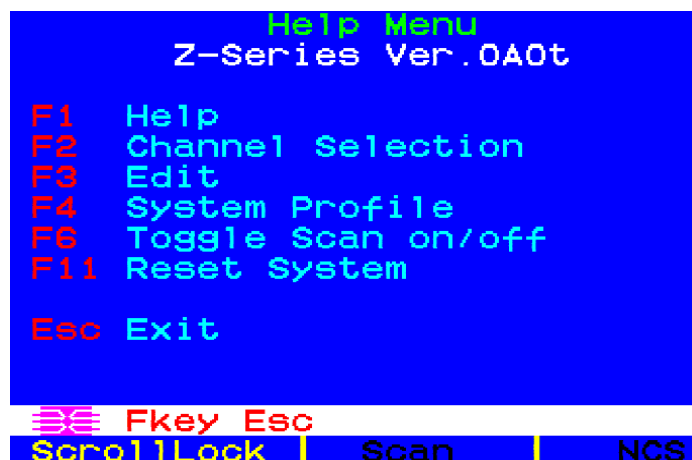 Help Menu
Z-Series Ver.0A0t
F1 Help
F2 Channel Selection
F3 Edit
F4 System Profile
F6 Toggle Scan on/off
F11 Reset System
Esc Exit
Fkey Esc
ScrollLock Scan NCS